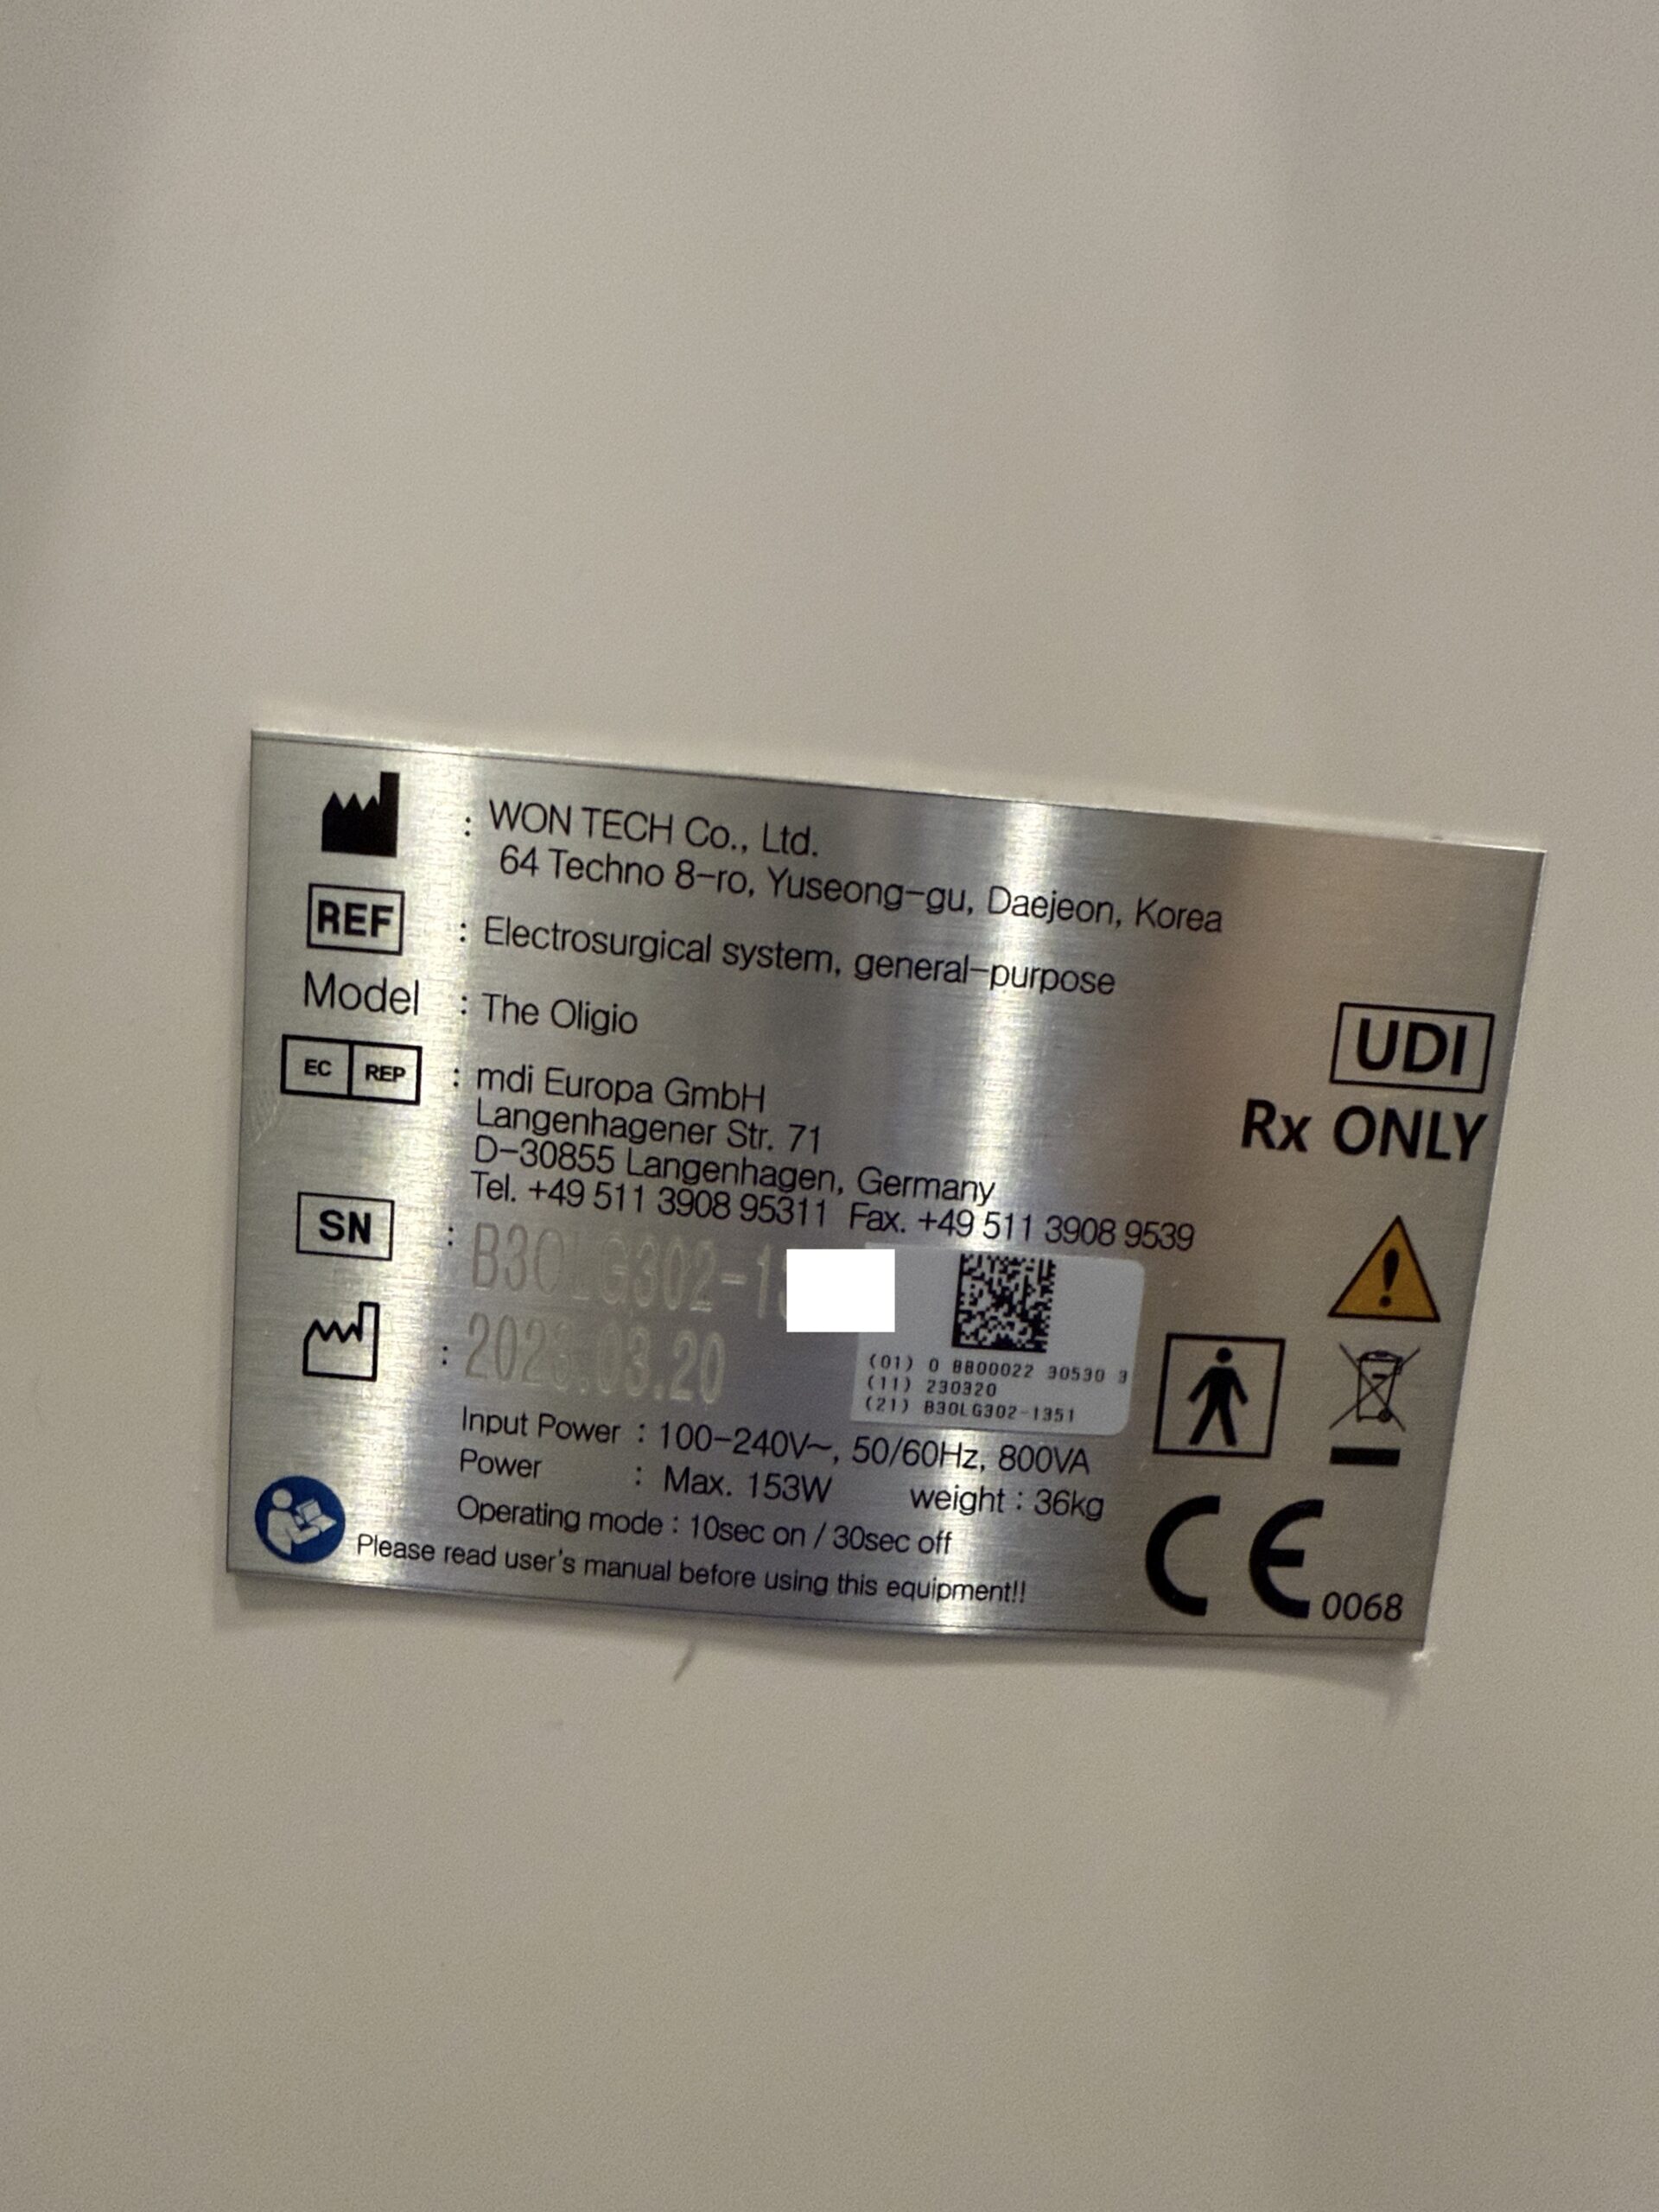 : WON TECH Co., Ltd.
64 Techno 8-ro, Yuseong-gu, Daejeon, Korea
REF : Electrosurgical system, general-purpose
Model : The Oligio
UDI
EC REP : mdi Europa GmbH
Langenhagener Str. 71
D-30855 Langenhagen, Germany
Tel. +49 511 3908 95311 Fax. +49 511 3908 9539
Rx ONLY
SN : B30LG302-13
: 2023.03.20
(01) 0 8800022 30530 3
(11) 230320
(21) B30LG302-1351
Input Power : 100-240V~, 50/60Hz, 800VA
Power : Max. 153W weight : 36kg
Operating mode : 10sec on / 30sec off
Please read user's manual before using this equipment!!
CE 0068